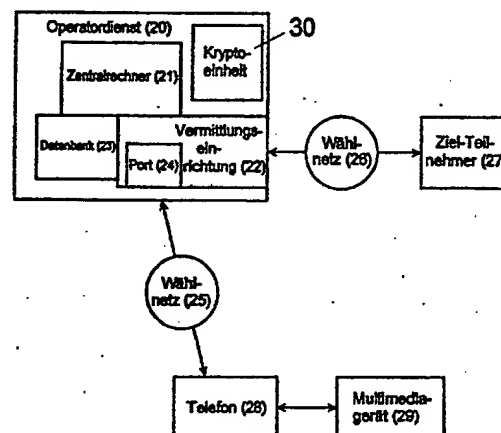 Operatordienst (20)
Krypto-
einheit
30
Zentralrechner (21)
Datenbank (23)
Vermittlungs-
ein-
richtung (22)
Port (24)
Wähl-
netz (26)
Ziel-Teil-
nehmer (27)
Wähl-
netz (25)
Telefon (28)
Multimedia-
gerät (29)